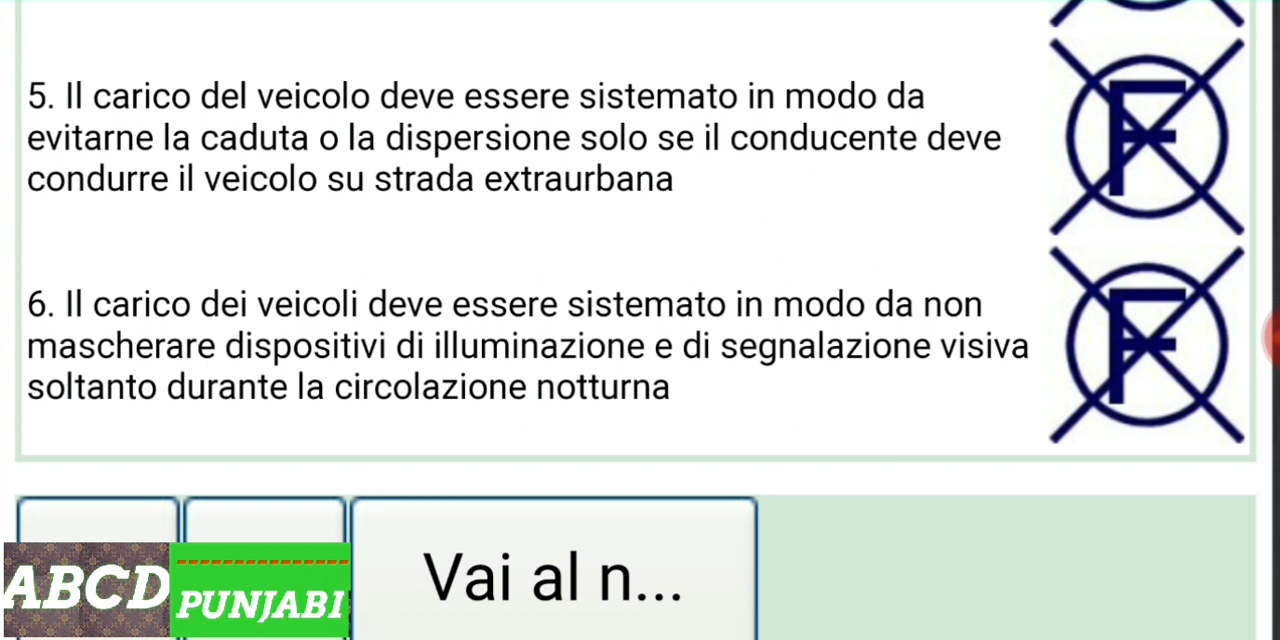 5. Il carico del veicolo deve essere sistemato in modo da
evitarne la caduta o la dispersione solo se il conducente deve
condurre il veicolo su strada extraurbana
F
6. Il carico dei veicoli deve essere sistemato in modo da non
mascherare dispositivi di illuminazione e di segnalazione visiva
soltanto durante la circolazione notturna
F
Vai al n...
ABCD
PUNJABI